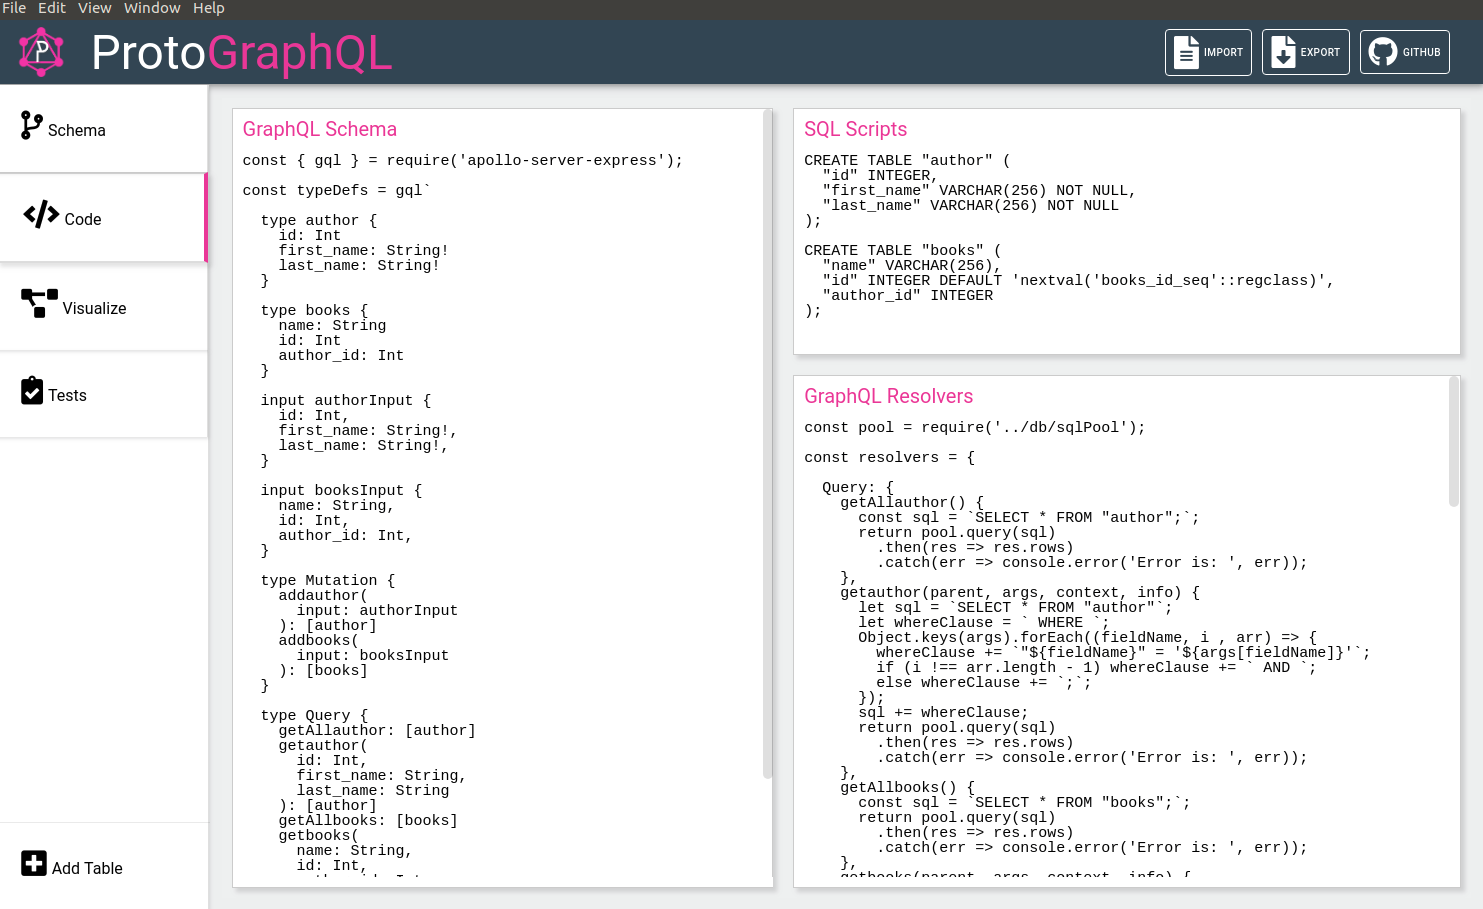 File Edit View Window Help
P
ProtoGraphQL
IMPORT
EXPORT
GITHUB
Schema
Code
Visualize
Tests
Add Table
GraphQL Schema
const { gql } = require('apollo-server-express');
const typeDefs = gql`
type author {
id: Int
first_name: String!
last_name: String!
}
type books {
name: String
id: Int
author_id: Int
}
input authorInput {
id: Int,
first_name: String!,
last_name: String!,
}
input booksInput {
name: String,
id: Int,
author_id: Int,
}
type Mutation {
addauthor(
input: authorInput
): [author]
addbooks(
input: booksInput
): [books]
}
type Query {
getAllauthor: [author]
getauthor(
id: Int,
first_name: String,
last_name: String
): [author]
getAllbooks: [books]
getbooks(
name: String,
id: Int,
SQL Scripts
CREATE TABLE "author" (
"id" INTEGER,
"first_name" VARCHAR(256) NOT NULL,
"last_name" VARCHAR(256) NOT NULL
);
CREATE TABLE "books" (
"name" VARCHAR(256),
"id" INTEGER DEFAULT 'nextval('books_id_seq'::regclass)',
"author_id" INTEGER
);
GraphQL Resolvers
const pool = require('../db/sqlPool');
const resolvers = {
Query: {
getAllauthor() {
const sql = `SELECT * FROM "author";`;
return pool.query(sql)
.then(res => res.rows)
.catch(err => console.error('Error is: ', err));
},
getauthor(parent, args, context, info) {
let sql = `SELECT * FROM "author"`;
let whereClause = ` WHERE `;
Object.keys(args).forEach((fieldName, i , arr) => {
whereClause += `"${fieldName}" = '${args[fieldName]}'`;
if (i !== arr.length - 1) whereClause += ` AND `;
else whereClause += `;`;
});
sql += whereClause;
return pool.query(sql)
.then(res => res.rows)
.catch(err => console.error('Error is: ', err));
},
getAllbooks() {
const sql = `SELECT * FROM "books";`;
return pool.query(sql)
.then(res => res.rows)
.catch(err => console.error('Error is: ', err));
},
getbooks(parent, args, context, info) {